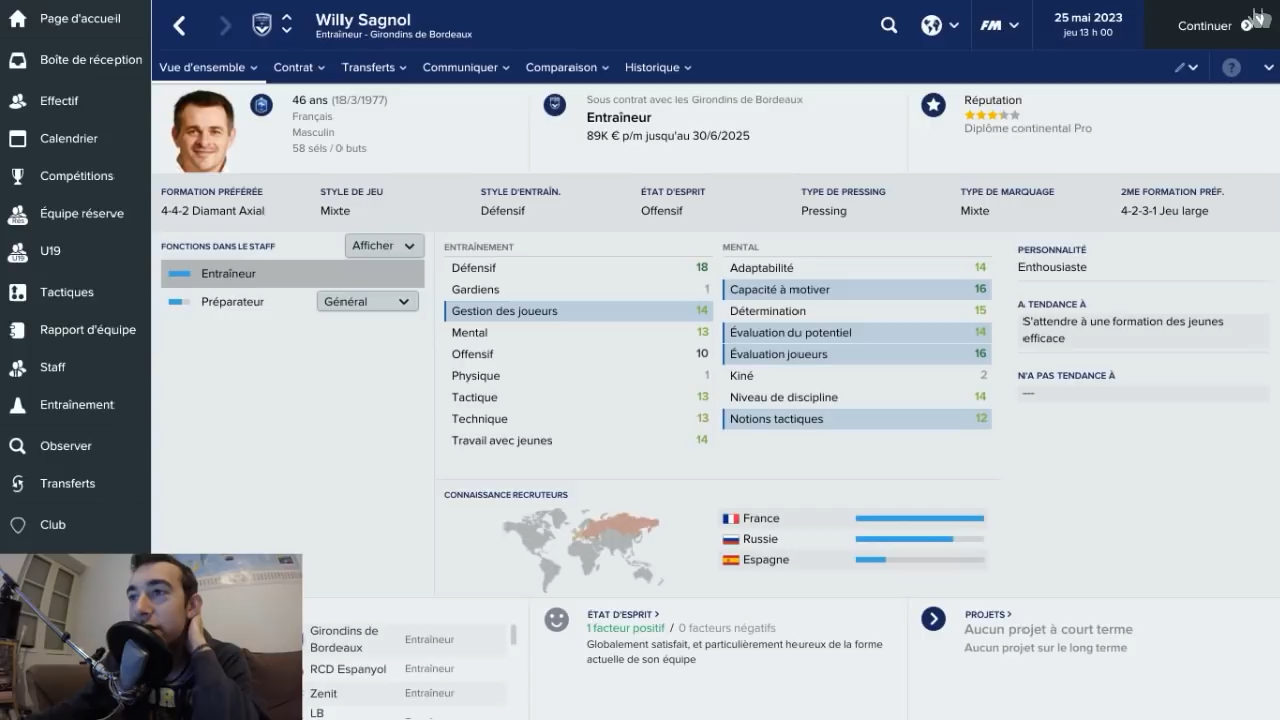 Page d'accueil
Boîte de réception
Effectif
Calendrier
Compétitions
Rés
Équipe réserve
U19
U19
Tactiques
Rapport d'équipe
Staff
Entraînement
Observer
Transferts
Club
Willy Sagnol
Entraîneur - Girondins de Bordeaux
FM
25 mai 2023
jeu 13 h 00
Continuer
Vue d'ensemble
Contrat
Transferts
Communiquer
Comparaison
Historique
?
46 ans (18/3/1977)
Français
Masculin
58 séls / 0 buts
Sous contrat avec les Girondins de Bordeaux
Entraîneur
89K € p/m jusqu'au 30/6/2025
Réputation
Diplôme continental Pro
FORMATION PRÉFÉRÉE
4-4-2 Diamant Axial
STYLE DE JEU
Mixte
STYLE D'ENTRAÎN.
Défensif
ÉTAT D'ESPRIT
Offensif
TYPE DE PRESSING
Pressing
TYPE DE MARQUAGE
Mixte
2ME FORMATION PRÉF.
4-2-3-1 Jeu large
FONCTIONS DANS LE STAFF
Afficher
Entraîneur
Préparateur
Général
ENTRAÎNEMENT
Défensif 18
Gardiens 1
Gestion des joueurs 14
Mental 13
Offensif 10
Physique 1
Tactique 13
Technique 13
Travail avec jeunes 14
MENTAL
Adaptabilité 14
Capacité à motiver 16
Détermination 15
Évaluation du potentiel 14
Évaluation joueurs 16
Kiné 2
Niveau de discipline 14
Notions tactiques 12
PERSONNALITÉ
Enthousiaste
A TENDANCE À
S'attendre à une formation des jeunes
efficace
N'A PAS TENDANCE À
---
CONNAISSANCE RECRUTEURS
France
Russie
Espagne
Girondins de
Bordeaux
Entraîneur
RCD Espanyol Entraîneur
Zenit Entraîneur
LB
Entraîneur
ÉTAT D'ESPRIT >
1 facteur positif / 0 facteurs négatifs
Globalement satisfait, et particulièrement heureux de la forme
actuelle de son équipe
PROJETS >
Aucun projet à court terme
Aucun projet sur le long terme